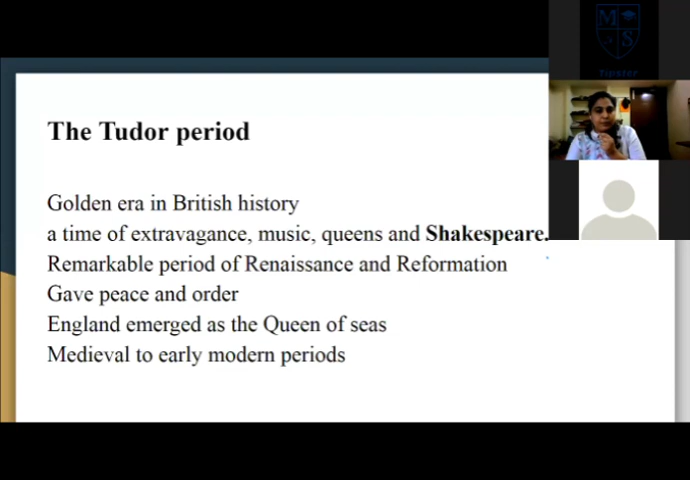 M S
Tipster
The Tudor period
Golden era in British history
a time of extravagance, music, queens and Shakespeare.
Remarkable period of Renaissance and Reformation
Gave peace and order
England emerged as the Queen of seas
Medieval to early modern periods